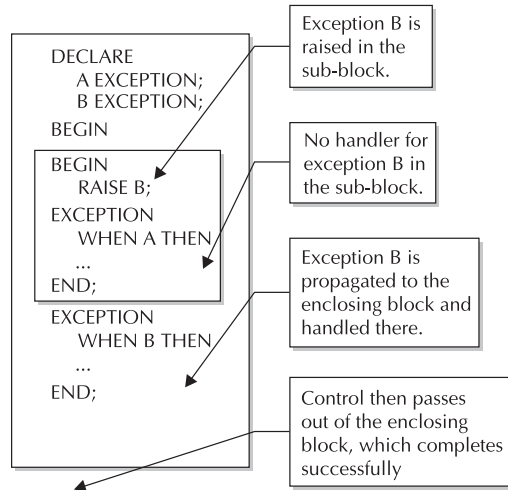 DECLARE
A EXCEPTION;
B EXCEPTION;
BEGIN
BEGIN
RAISE B;
EXCEPTION
WHEN A THEN
...
END;
EXCEPTION
WHEN B THEN
...
END;
Exception B is
raised in the
sub-block.
No handler for
exception B in
the sub-block.
Exception B is
propagated to the
enclosing block and
handled there.
Control then passes
out of the enclosing
block, which completes
successfully